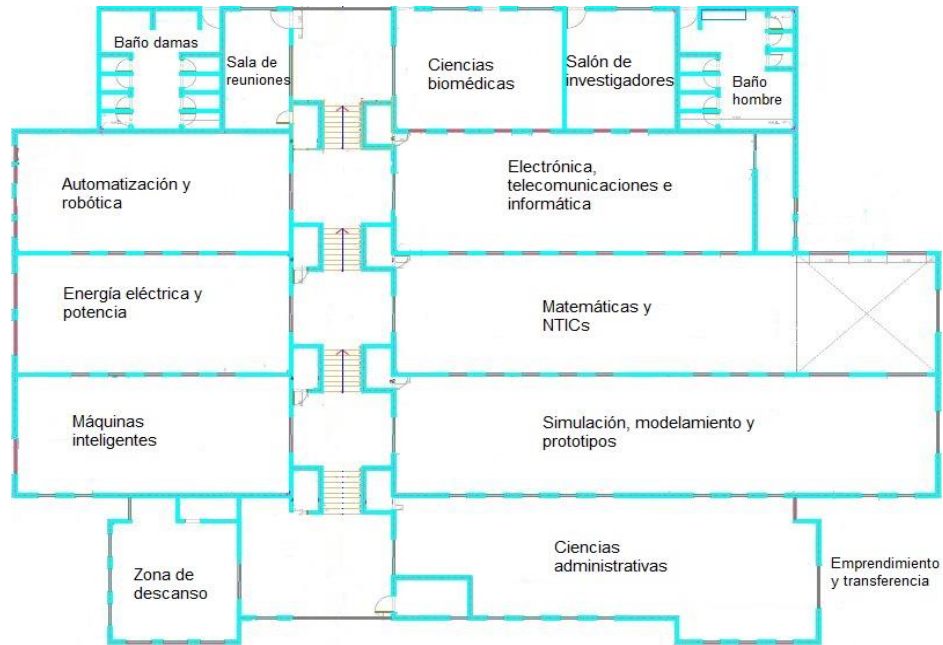 Baño damas
Sala de
reuniones
Ciencias
biomédicas
Salón de
investigadores
Baño
hombre
Automatización y
robótica
Electrónica,
telecomunicaciones e
informática
Energía eléctrica y
potencia
Matemáticas y
NTICs
Máquinas
inteligentes
Simulación, modelamiento y
prototipos
Zona de
descanso
Ciencias
administrativas
Emprendimiento
y transferencia